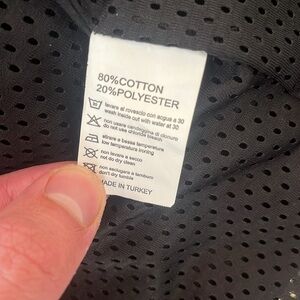 80%COTTON
20%POLYESTER
lavare al rovescio con acqua a 30
wash inside out with water at 30
non usare candeggina di cloruro
do not use chloride bleach
stirare a bassa temperatura
low temperature ironing
non lavare a secco
do not dry clean
non asciugare a tamburo
don't dry tumble
MADE IN TURKEY